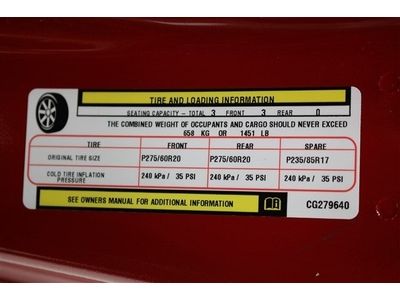 TIRE AND LOADING INFORMATION
SEATING CAPACITY - TOTAL 3 FRONT 3 REAR 0
THE COMBINED WEIGHT OF OCCUPANTS AND CARGO SHOULD NEVER EXCEED
658 KG OR 1451 LB
TIRE FRONT REAR SPARE
ORIGINAL TIRE SIZE P275/60R20 P275/60R20 P235/85R17
COLD TIRE INFLATION PRESSURE 240 kPa / 35 PSI 240 kPa / 35 PSI 240 kPa / 35 PSI
SEE OWNERS MANUAL FOR ADDITIONAL INFORMATION CG279640